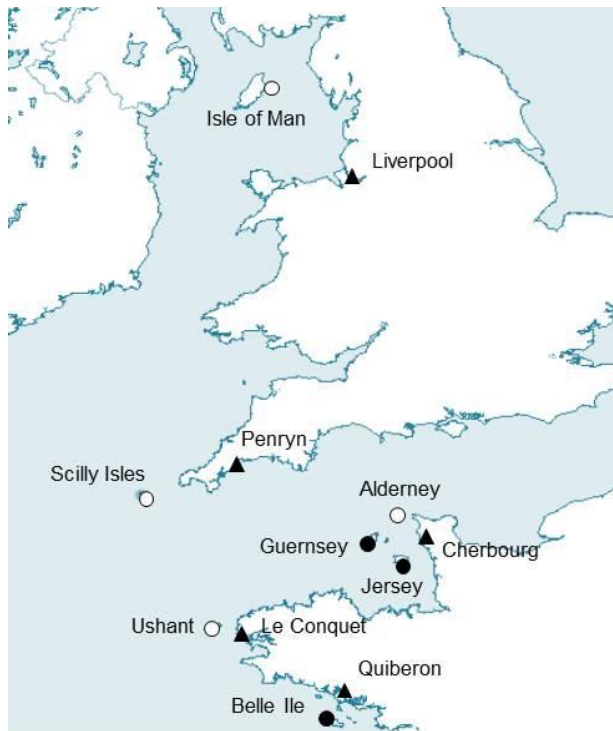 Isle of Man
Liverpool
Penryn
Scilly Isles
Alderney
Guernsey
Cherbourg
Jersey
Ushant
Le Conquet
Quiberon
Belle Ile